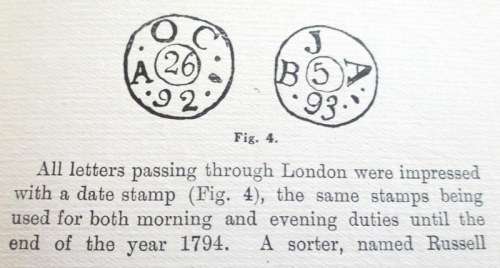 O C
A 26
92
J
B 5 A
93
Fig. 4.
All letters passing through London were impressed
with a date stamp (Fig. 4), the same stamps being
used for both morning and evening duties until the
end of the year 1794. A sorter, named Russell